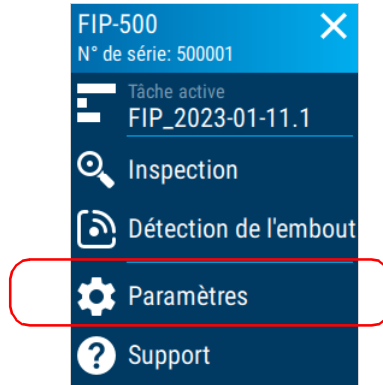 FIP-500
N° de série: 500001
Tâche active
FIP_2023-01-11.1
Inspection
Détection de l'embout
Paramètres
Support